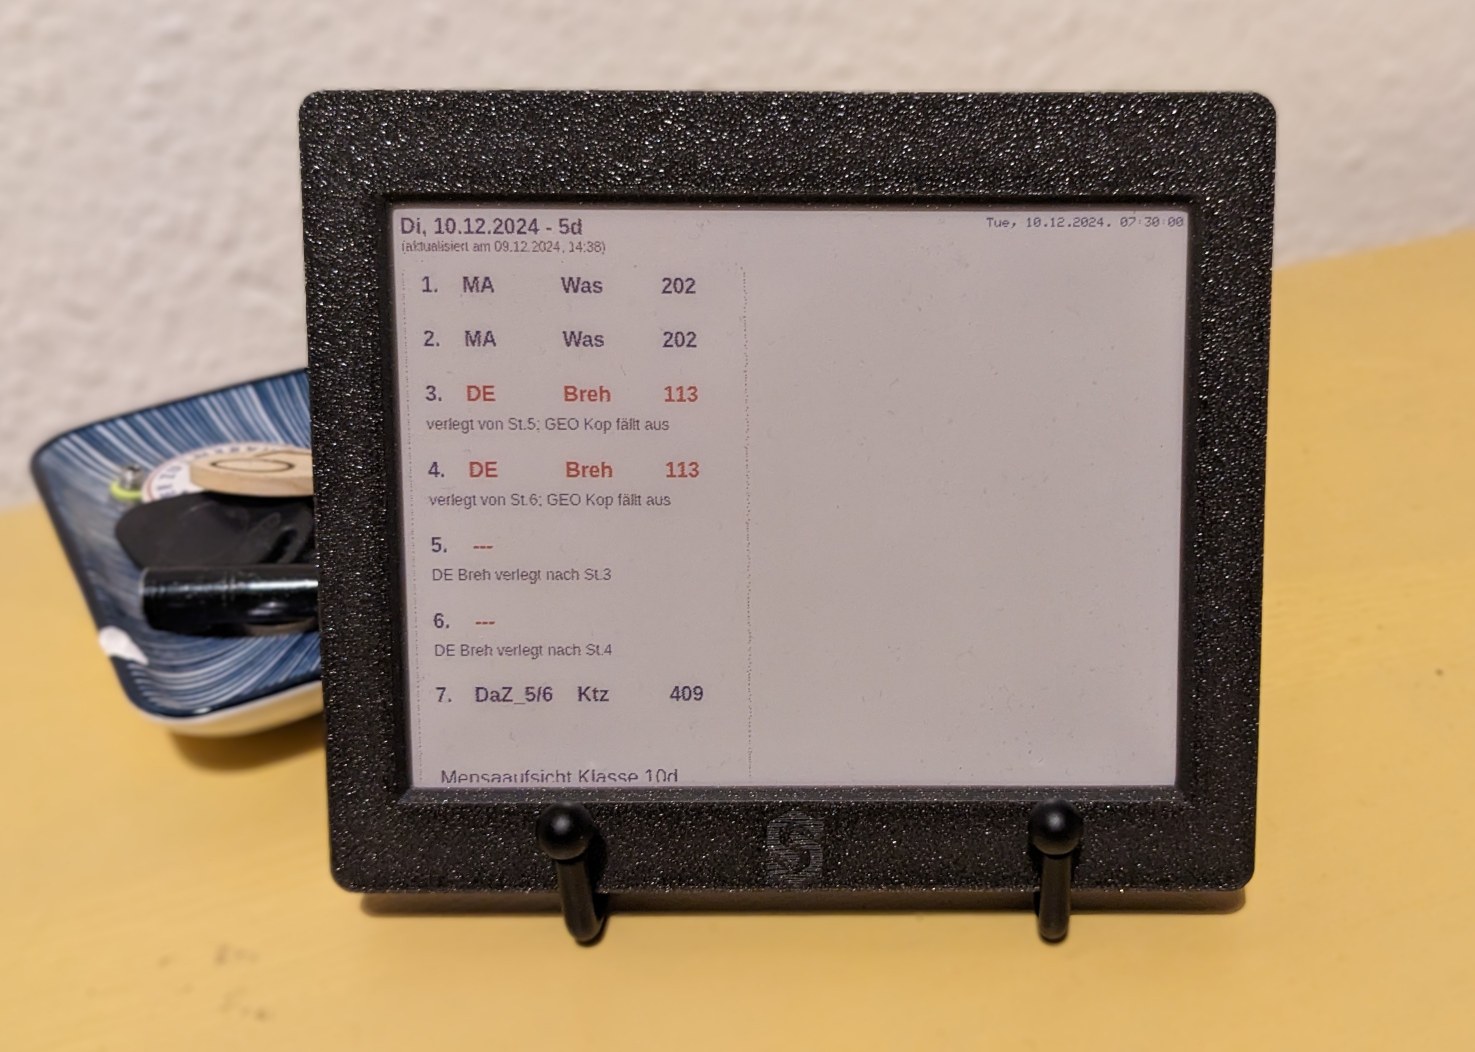 Di, 10.12.2024 - 5d
Tue, 10.12.2024. 07:30:00
(aktualisiert am 09.12.2024, 14:38)
1. MA Was 202
2. MA Was 202
3. DE Breh 113
verlegt von St.5; GEO Kop fällt aus
4. DE Breh 113
verlegt von St.6; GEO Kop fällt aus
5. ---
DE Breh verlegt nach St.3
6. ---
DE Breh verlegt nach St.4
7. DaZ_5/6 Ktz 409
Mensaaufsicht Klasse 10d
S